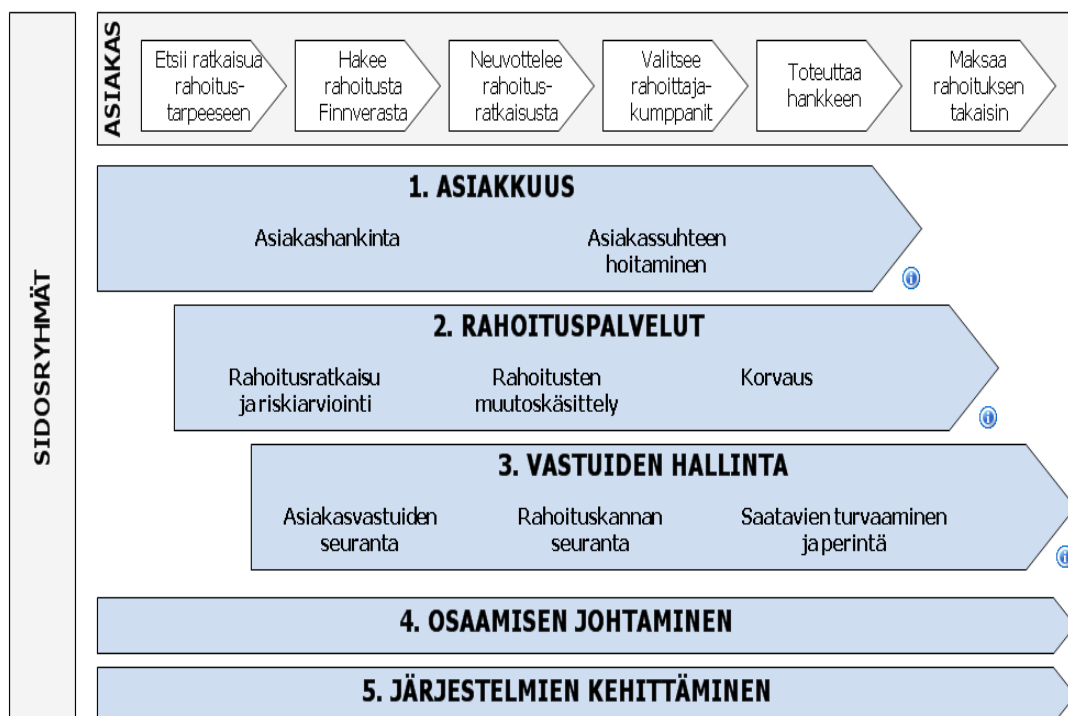 SIDOSRYHMÄT
ASIAKAS
Etsii ratkaisua
rahoitus-
tarpeeseen
Hakee
rahoitusta
Finnverasta
Neuvottelee
rahoitus-
ratkaisusta
Valitsee
rahoittaja-
kumppanit
Toteuttaa
hankkeen
Maksaa
rahoituksen
takaisin
1. ASIAKKUUS
Asiakashankinta
Asiakassuhteen
hoitaminen
2. RAHOITUSPALVELUT
Rahoitusratkaisu
ja riskiarviointi
Rahoitusten
muutoskäsittely
Korvaus
3. VASTUIDEN HALLINTA
Asiakasvastuiden
seuranta
Rahoituskannan
seuranta
Saatavien turvaaminen
ja perintä
4. OSAAMISEN JOHTAMINEN
5. JÄRJESTELMIEN KEHITTÄMINEN